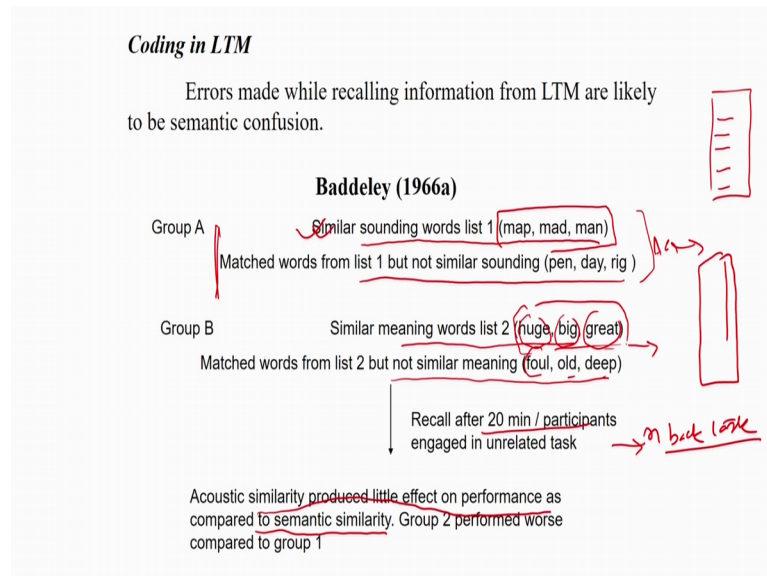 Coding in LTM
Errors made while recalling information from LTM are likely
to be semantic confusion.
Baddeley (1966a)
Group A Similar sounding words list 1 (map, mad, man)
Matched words from list 1 but not similar sounding (pen, day, rig )
Group B Similar meaning words list 2 (huge, big, great)
Matched words from list 2 but not similar meaning (foul, old, deep)
Recall after 20 min / participants
engaged in unrelated task
n back task
Acoustic similarity produced little effect on performance as
compared to semantic similarity. Group 2 performed worse
compared to group 1